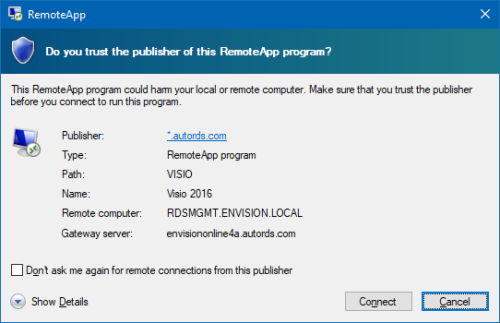 RemoteApp
Do you trust the publisher of this RemoteApp program?
This RemoteApp program could harm your local or remote computer. Make sure that you trust the publisher
before you connect to run this program.
Publisher: *.autords.com
Type: RemoteApp program
Path: VISIO
Name: Visio 2016
Remote computer: RDSMGMT.ENVISION.LOCAL
Gateway server: envisiononline4a.autords.com
Don't ask me again for remote connections from this publisher
Show Details Connect Cancel